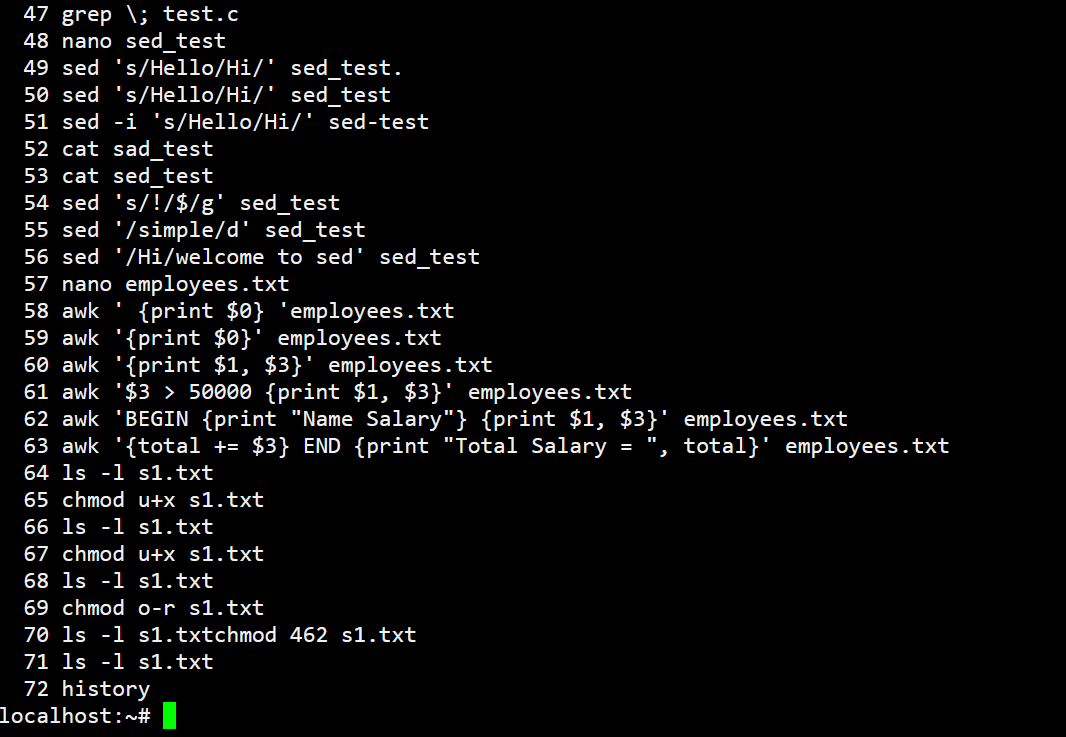 47 grep \; test.c
48 nano sed_test
49 sed 's/Hello/Hi/' sed_test.
50 sed 's/Hello/Hi/' sed_test
51 sed -i 's/Hello/Hi/' sed-test
52 cat sad_test
53 cat sed_test
54 sed 's/!/$/g' sed_test
55 sed '/simple/d' sed_test
56 sed '/Hi/welcome to sed' sed_test
57 nano employees.txt
58 awk ' {print $0} 'employees.txt
59 awk '{print $0}' employees.txt
60 awk '{print $1, $3}' employees.txt
61 awk '$3 > 50000 {print $1, $3}' employees.txt
62 awk 'BEGIN {print "Name Salary"} {print $1, $3}' employees.txt
63 awk '{total += $3} END {print "Total Salary = ", total}' employees.txt
64 ls -l s1.txt
65 chmod u+x s1.txt
66 ls -l s1.txt
67 chmod u+x s1.txt
68 ls -l s1.txt
69 chmod o-r s1.txt
70 ls -l s1.txtchmod 462 s1.txt
71 ls -l s1.txt
72 history
localhost:~#